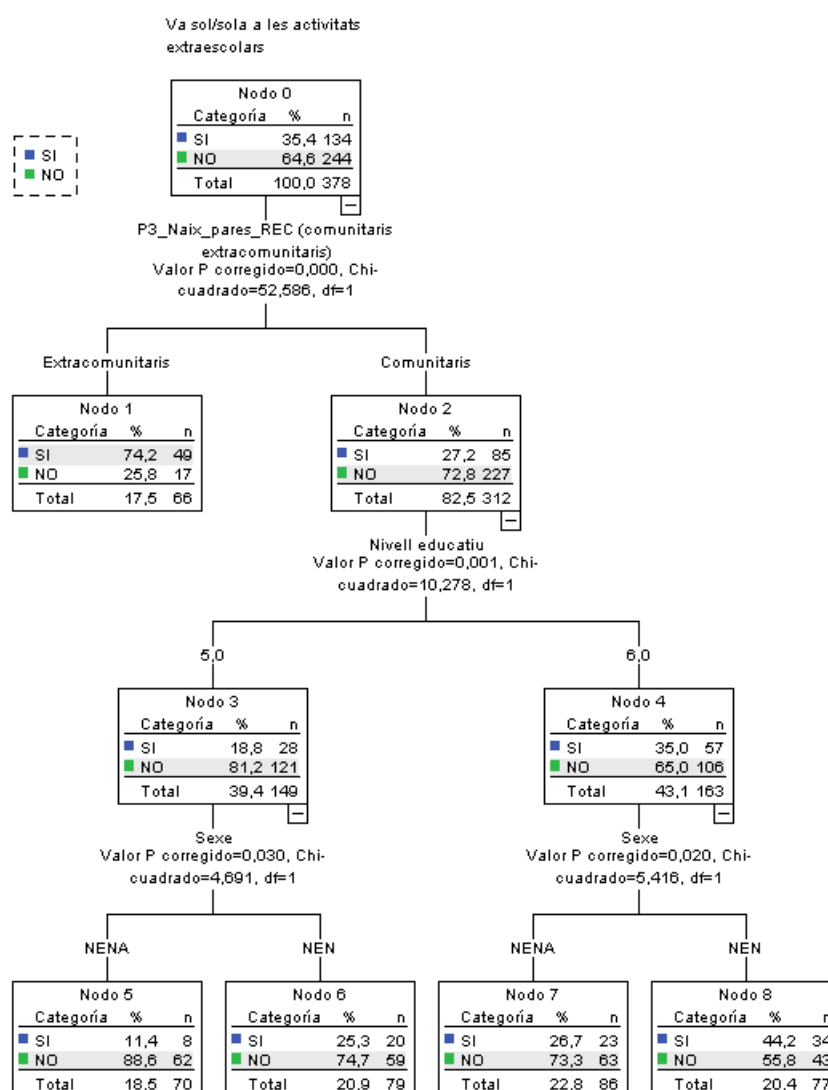 Va sol/sola a les activitats
extraescolars
Nodo 0
Categoría % n
SI 35,4 134
NO 64,6 244
Total 100,0 378
SI
NO
P3_Naix_pares_REC (comunitaris
extracomunitaris)
Valor P corregido=0,000, Chi-
cuadrado=52,586, df=1
Extracomunitaris
Comunitaris
Nodo 1
Categoría % n
SI 74,2 49
NO 25,8 17
Total 17,5 66
Nodo 2
Categoría % n
SI 27,2 85
NO 72,8 227
Total 82,5 312
Nivell educatiu
Valor P corregido=0,001, Chi-
cuadrado=10,278, df=1
5,0
6,0
Nodo 3
Categoría % n
SI 18,8 28
NO 81,2 121
Total 39,4 149
Nodo 4
Categoría % n
SI 35,0 57
NO 65,0 106
Total 43,1 163
Sexe
Valor P corregido=0,030, Chi-
cuadrado=4,691, df=1
Sexe
Valor P corregido=0,020, Chi-
cuadrado=5,416, df=1
NENA
NEN
NENA
NEN
Nodo 5
Categoría % n
SI 11,4 8
NO 88,6 62
Total 18,5 70
Nodo 6
Categoría % n
SI 25,3 20
NO 74,7 59
Total 20,9 79
Nodo 7
Categoría % n
SI 26,7 23
NO 73,3 63
Total 22,8 86
Nodo 8
Categoría % n
SI 44,2 34
NO 55,8 43
Total 20,4 77